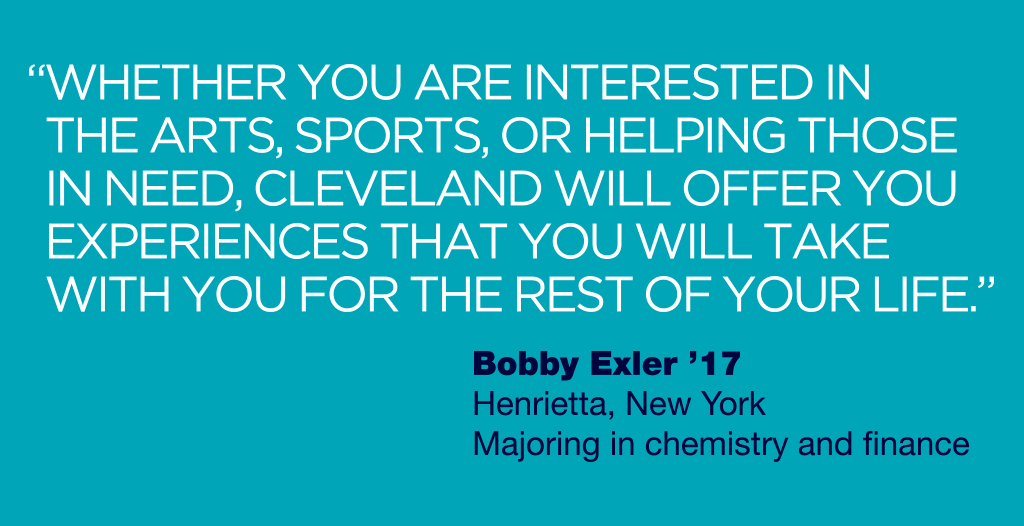 “WHETHER YOU ARE INTERESTED IN
THE ARTS, SPORTS, OR HELPING THOSE
IN NEED, CLEVELAND WILL OFFER YOU
EXPERIENCES THAT YOU WILL TAKE
WITH YOU FOR THE REST OF YOUR LIFE.”
Bobby Exler ’17
Henrietta, New York
Majoring in chemistry and finance